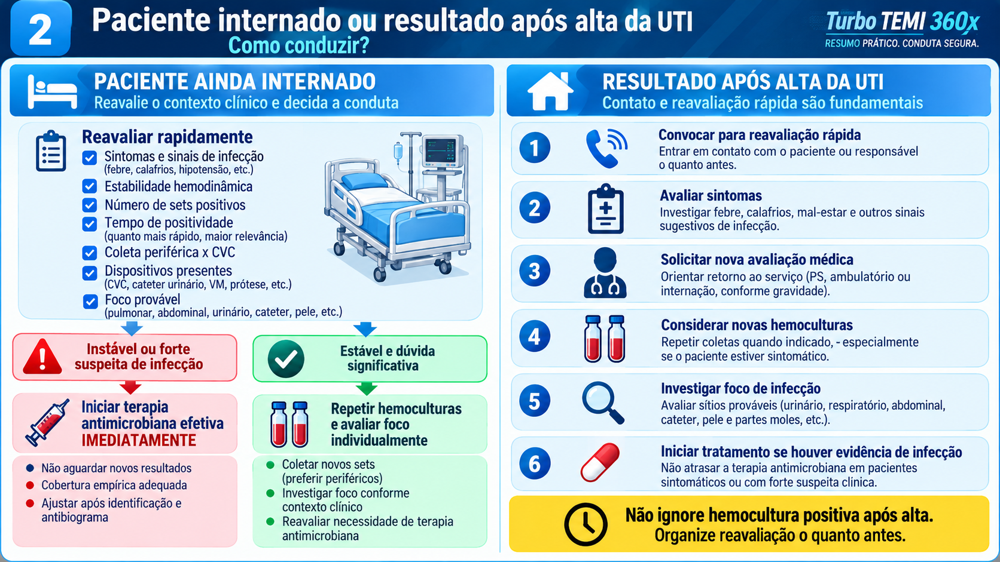 2
Paciente internado ou resultado após alta da UTI
Como conduzir?
Turbo TEMI 360x
RESUMO PRÁTICO. CONDUTA SEGURA.
PACIENTE AINDA INTERNADO
Reavalie o contexto clínico e decida a conduta
Reavaliar rapidamente
Sintomas e sinais de infecção
(febre, calafrios, hipotensão, etc.)
Estabilidade hemodinâmica
Número de sets positivos
Tempo de positividade
(quanto mais rápido, maior relevância)
Coleta periférica x CVC
Dispositivos presentes
(CVC, cateter urinário, VM, prótese, etc.)
Foco provável
(pulmonar, abdominal, urinário, cateter, pele, etc.)
Instável ou forte
suspeita de infecção
Iniciar terapia
antimicrobiana efetiva
IMEDIATAMENTE
Não aguardar novos resultados
Cobertura empírica adequada
Ajustar após identificação e
antibiograma
Estável e dúvida
significativa
Repetir hemoculturas
e avaliar foco
individualmente
Coletar novos sets
(preferir periféricos)
Investigar foco conforme
contexto clínico
Reavaliar necessidade de terapia
antimicrobiana
RESULTADO APÓS ALTA DA UTI
Contato e reavaliação rápida são fundamentais
1
Convocar para reavaliação rápida
Entrar em contato com o paciente ou responsável
o quanto antes.
2
Avaliar sintomas
Investigar febre, calafrios, mal-estar e outros sinais
sugestivos de infecção.
3
Solicitar nova avaliação médica
Orientar retorno ao serviço (PS, ambulatório ou
internação, conforme gravidade).
4
Considerar novas hemoculturas
Repetir coletas quando indicado, - especialmente
se o paciente estiver sintomático.
5
Investigar foco de infecção
Avaliar sítios prováveis (urinário, respiratório, abdominal,
cateter, pele e partes moles, etc.).
6
Iniciar tratamento se houver evidência de infecção
Não atrasar a terapia antimicrobiana em pacientes
sintomáticos ou com forte suspeita clínica.
Não ignore hemocultura positiva após alta.
Organize reavaliação o quanto antes.